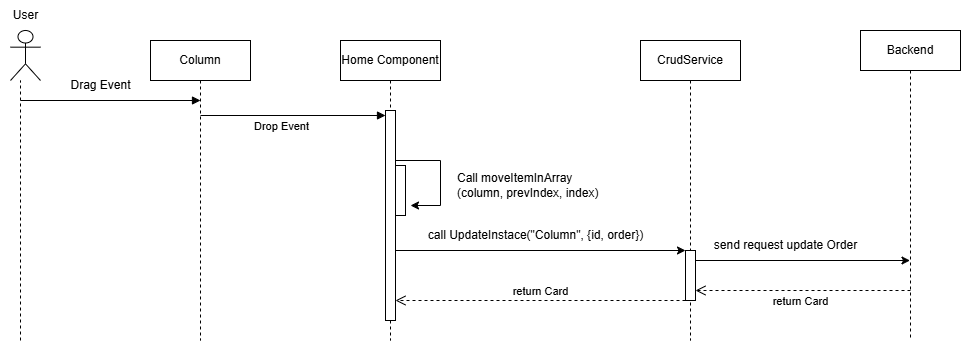 User
Column
Home Component
CrudService
Backend
Drag Event
Drop Event
Call moveItemInArray
(column, prevIndex, index)
call UpdateInstace("Column", {id, order})
send request update Order
return Card
return Card